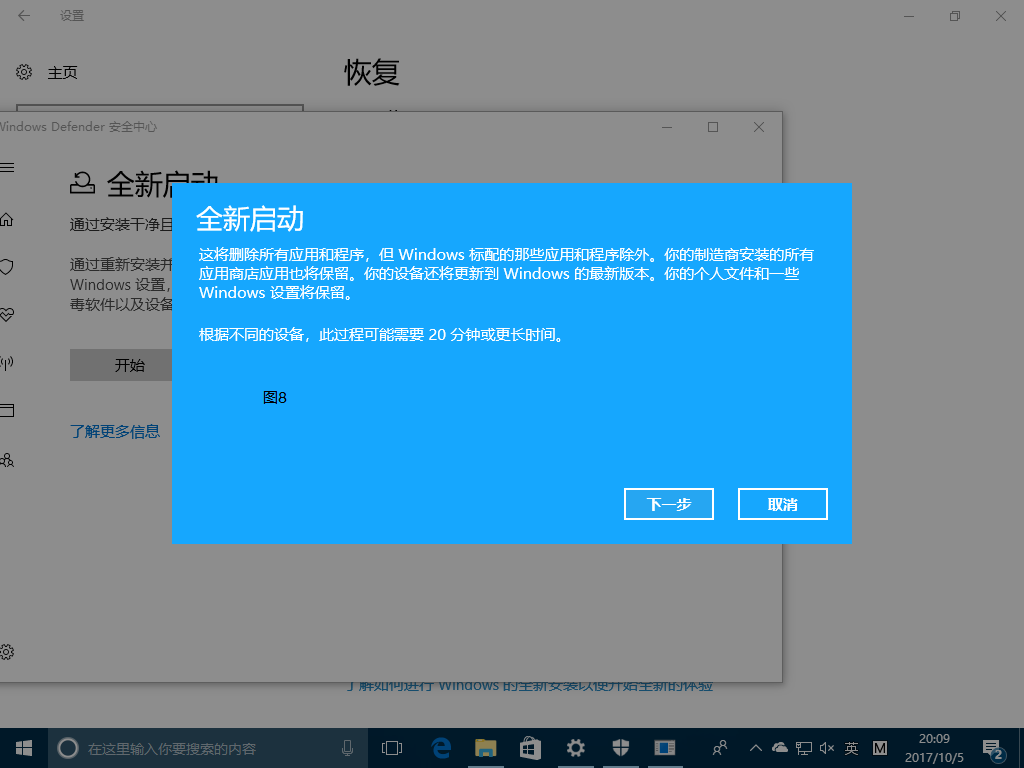 设置
主页
恢复
Windows Defender 安全中心
全新启动
通过安装干净且
通过重新安装并
Windows 设置，
毒软件以及设备
开始
了解更多信息
全新启动
这将删除所有应用和程序，但 Windows 标配的那些应用和程序除外。你的制造商安装的所有
应用商店应用也将保留。你的设备还将更新到 Windows 的最新版本。你的个人文件和一些
Windows 设置将保留。
根据不同的设备，此过程可能需要 20 分钟或更长时间。
图8
下一步
取消
了解如何进行 Windows 的全新安装以便开始全新的体验
在这里输入你要搜索的内容
英
M
20:09
2017/10/5
2